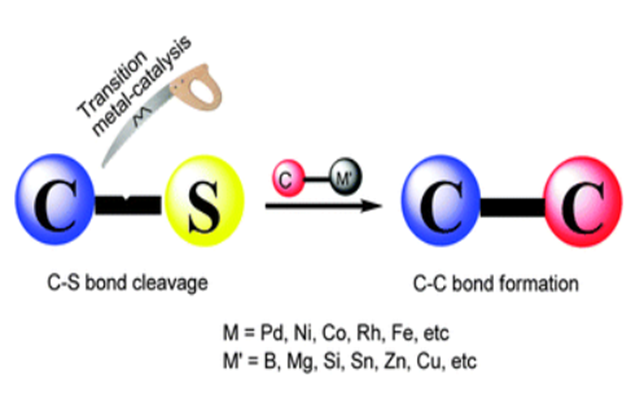 Transition
metal-catalysis
M
C S C M' C C
C-S bond cleavage C-C bond formation
M = Pd, Ni, Co, Rh, Fe, etc
M' = B, Mg, Si, Sn, Zn, Cu, etc